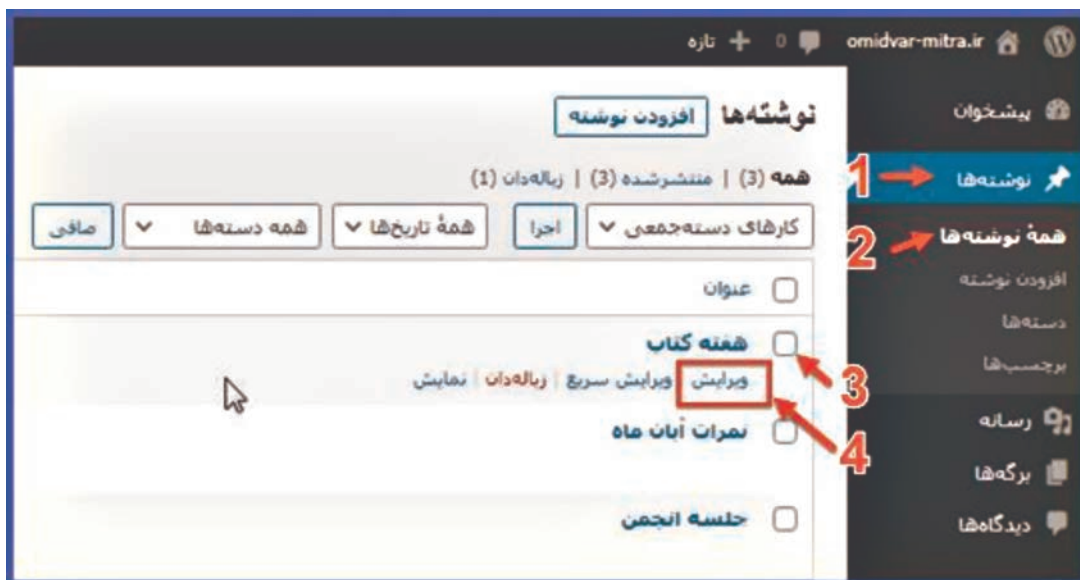 omidvar-mitra.ir 0 + تازه
پیشخوان
نوشته‌ها
همهٔ نوشته‌ها
افزودن نوشته
دسته‌ها
برچسب‌ها
رسانه
برگه‌ها
دیدگاه‌ها
1
2
3
4
نوشته‌ها افزودن نوشته
همه (3) | منتشرشده (3) | زباله‌دان (1)
کارهای دسته‌جمعی اجرا همهٔ تاریخ‌ها همه دسته‌ها صافی
عنوان
هفته کتاب
ویرایش | ویرایش سریع | زباله‌دان | نمایش
نمرات آبان ماه
جلسه انجمن